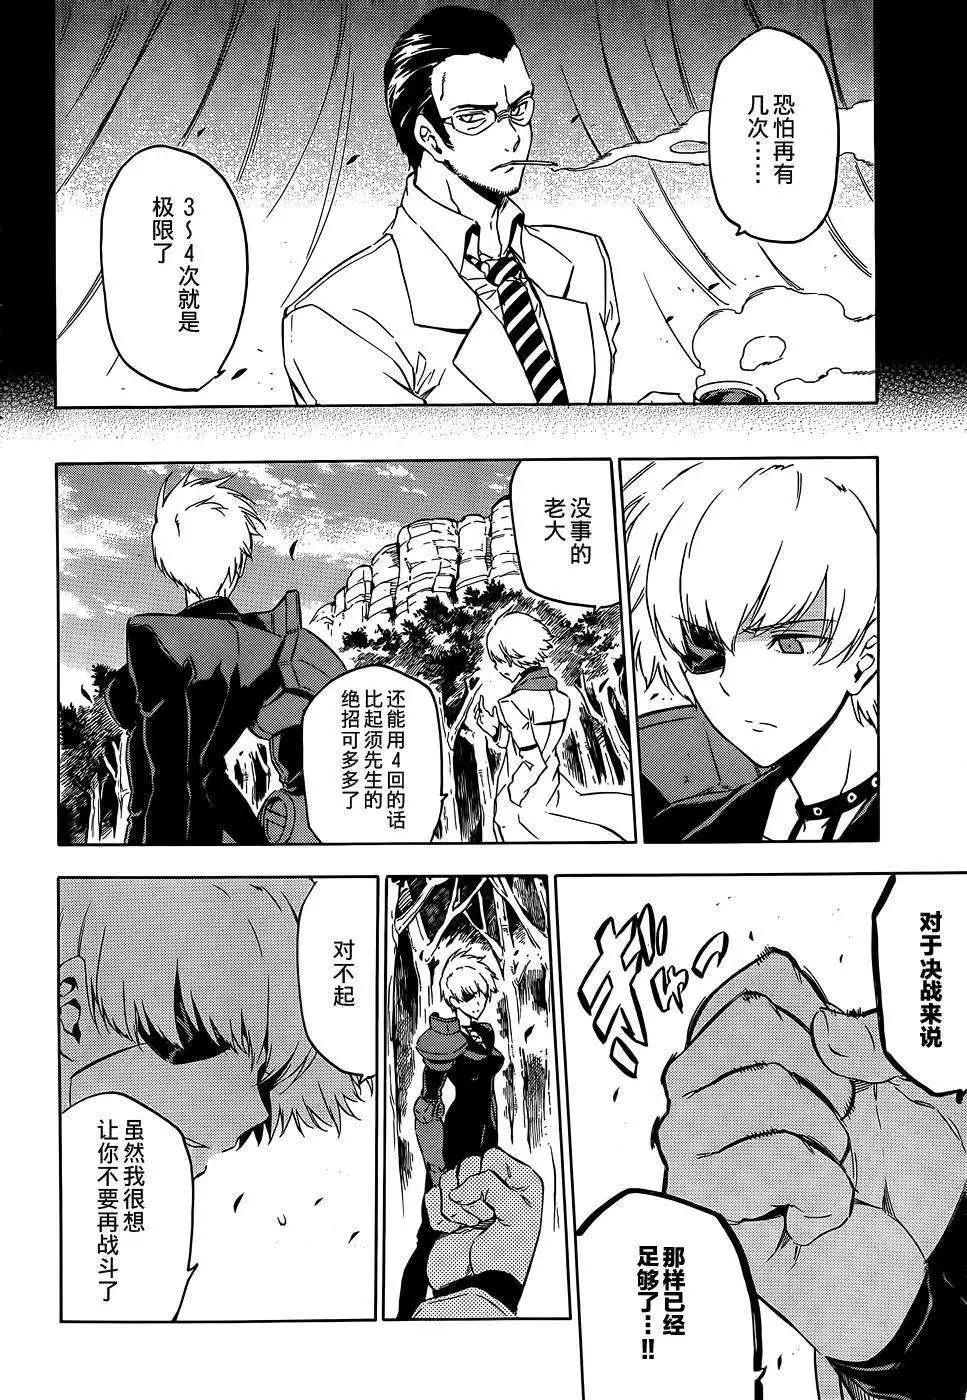 恐怕再有
几次……
3~4次就是
极限了
没事的
老大
还能用4回的话
比起须先生的
绝招可多多了
对于决战来说
ギュッ
那样已经
足够了…!!
对不起
虽然我很想
让你不要再战斗了